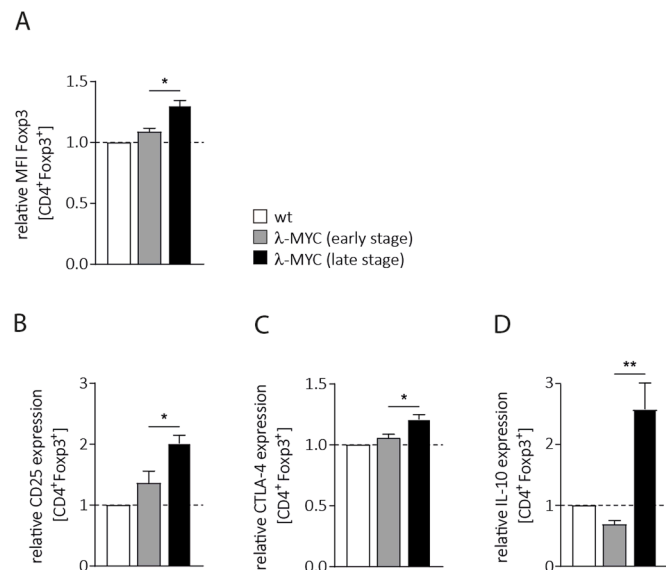 A
relative MFI Foxp3
[CD4⁺Foxp3⁺]
1.5
1.0
0.5
0.0
*
wt
λ-MYC (early stage)
λ-MYC (late stage)
B
relative CD25 expression
[CD4⁺Foxp3⁺]
3
2
1
0
*
C
relative CTLA-4 expression
[CD4⁺Foxp3⁺]
1.5
1.0
0.5
0.0
*
D
relative IL-10 expression
[CD4⁺Foxp3⁺]
3
2
1
0
**